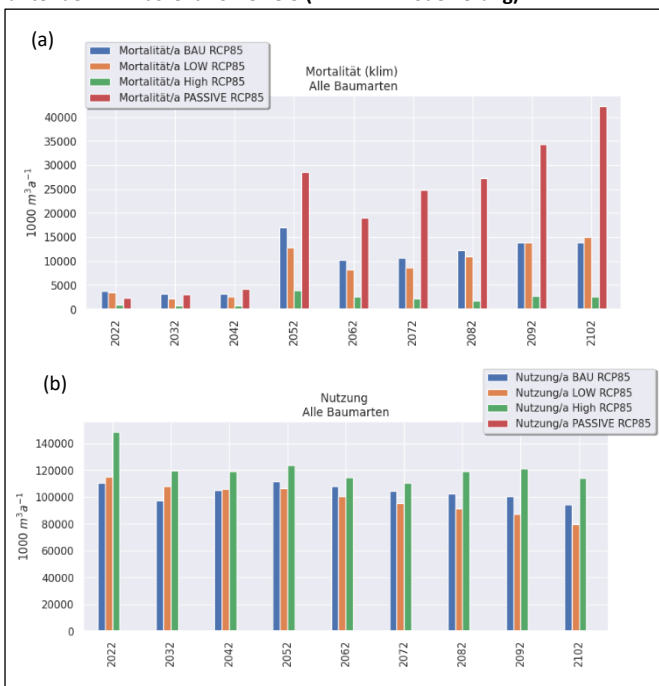 (a)
Mortalität/a BAU RCP85
Mortalität/a LOW RCP85
Mortalität/a High RCP85
Mortalität/a PASSIVE RCP85
Mortalität (klim)
Alle Baumarten
1000 m³a⁻¹
40000
35000
30000
25000
20000
15000
10000
5000
0
2022
2032
2042
2052
2062
2072
2082
2092
2102
(b)
Nutzung
Alle Baumarten
Nutzung/a BAU RCP85
Nutzung/a LOW RCP85
Nutzung/a High RCP85
Nutzung/a PASSIVE RCP85
1000 m³a⁻¹
140000
120000
100000
80000
60000
40000
20000
0
2022
2032
2042
2052
2062
2072
2082
2092
2102